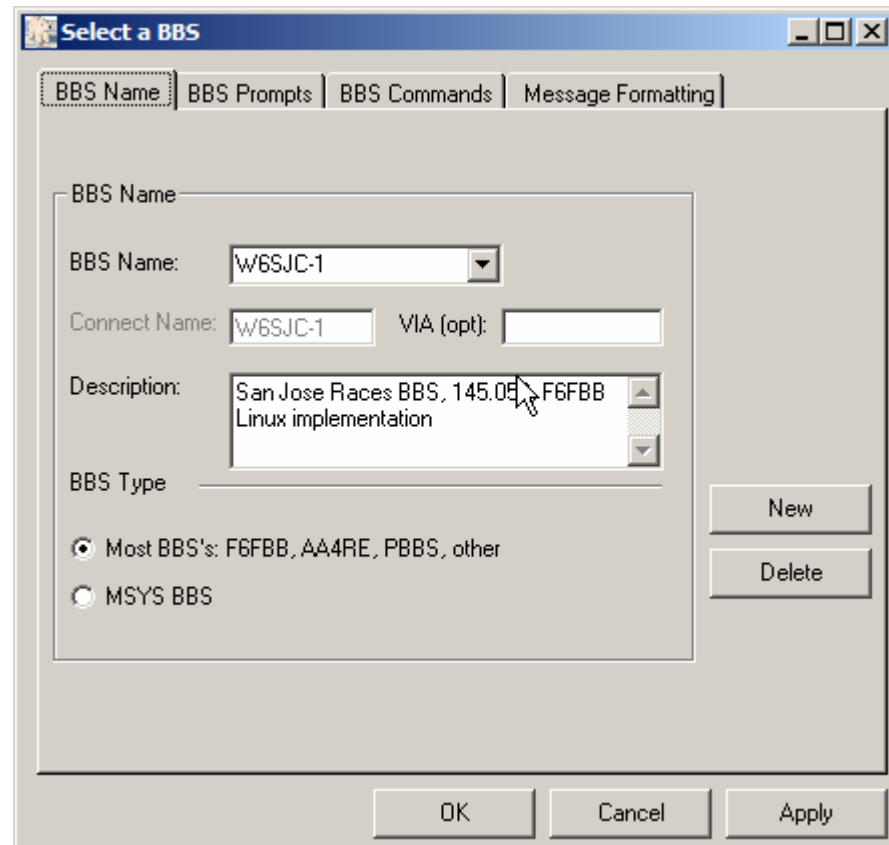 Select a BBS
BBS Name BBS Prompts BBS Commands Message Formatting
BBS Name
BBS Name: W6SJC-1
Connect Name: W6SJC-1 VIA (opt):
Description: San Jose Races BBS, F6FBB
Linux implementation
BBS Type
Most BBS's: F6FBB, AA4RE, PBBS, other
MSYS BBS
New
Delete
OK Cancel Apply